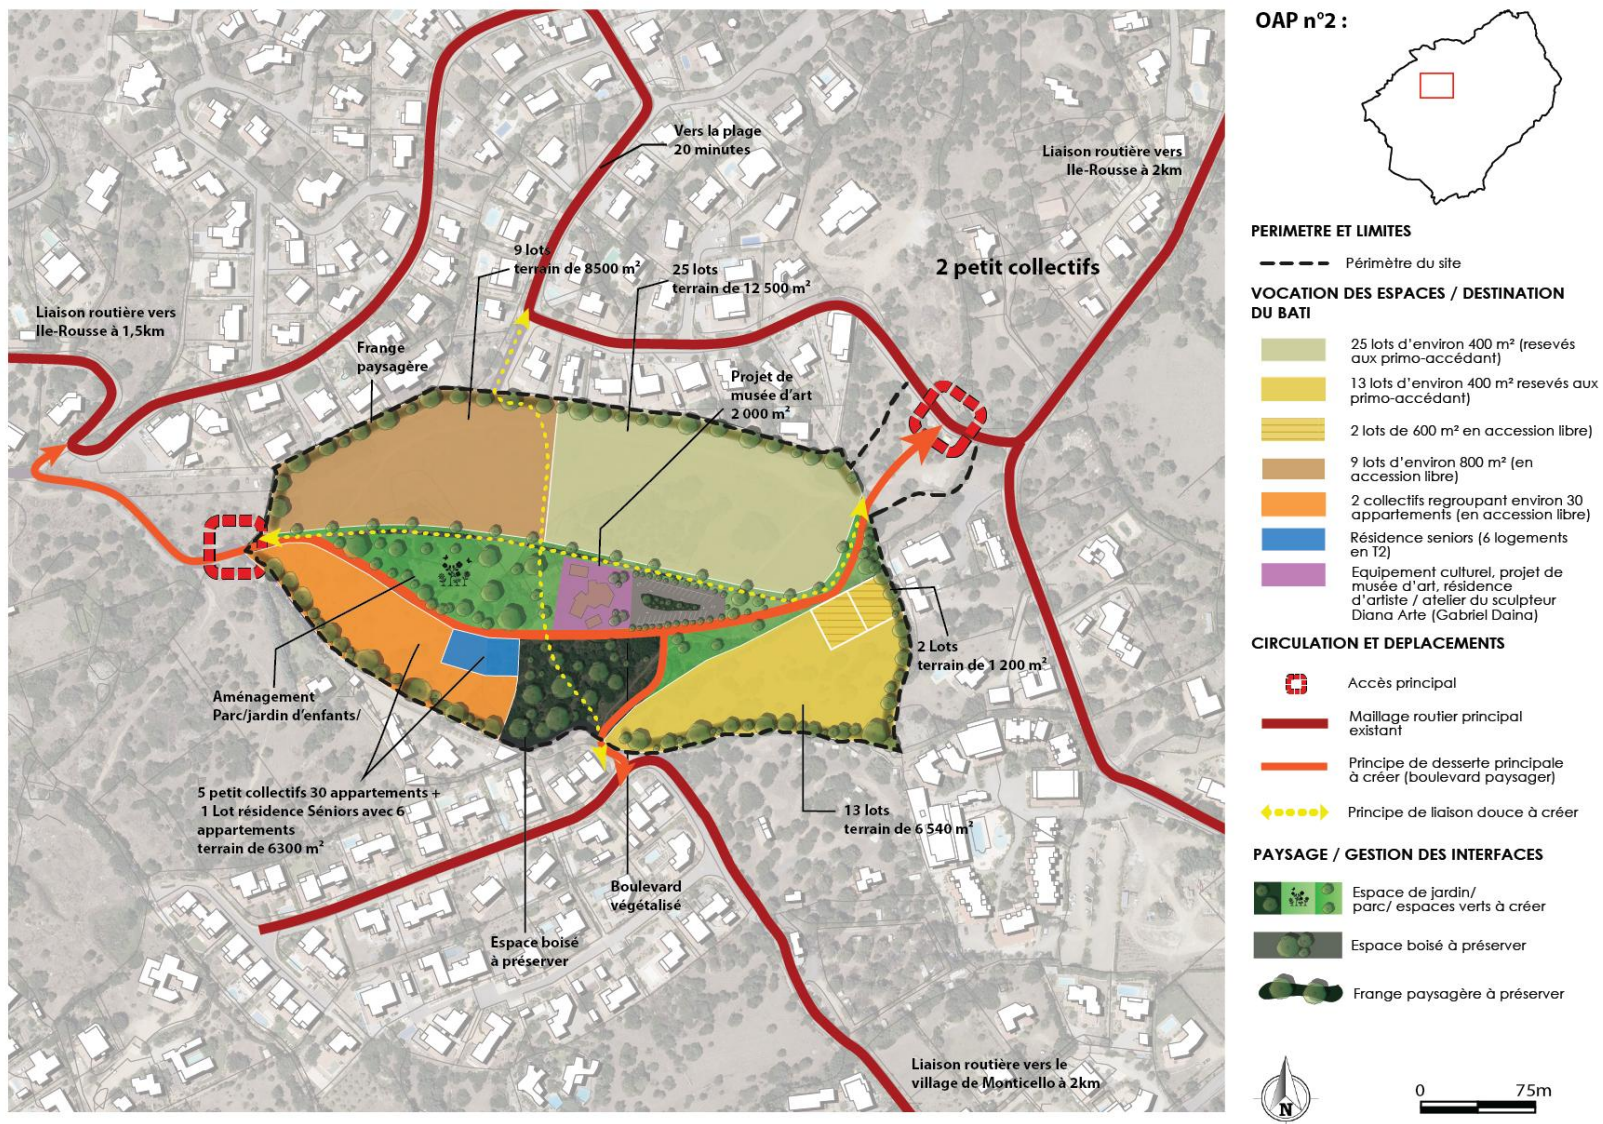 Vers la plage
20 minutes
Liaison routière vers
Ile-Rousse à 2km
9 lots
terrain de 8500 m²
25 lots
terrain de 12 500 m²
2 petit collectifs
Liaison routière vers
Ile-Rousse à 1,5km
Frange
paysagère
Projet de
musée d'art
2 000 m²
2 Lots
terrain de 1 200 m²
Aménagement
Parc/jardin d'enfants/
5 petit collectifs 30 appartements +
1 Lot résidence Séniors avec 6
appartements
terrain de 6300 m²
13 lots
terrain de 6 540 m²
Boulevard
végétalisé
Espace boisé
à préserver
Liaison routière vers le
village de Monticello à 2km
OAP n°2 :
PERIMETRE ET LIMITES
Périmètre du site
VOCATION DES ESPACES / DESTINATION
DU BATI
25 lots d'environ 400 m² (resevés
aux primo-accédant)
13 lots d'environ 400 m² resevés aux
primo-accédant)
2 lots de 600 m² en accession libre)
9 lots d'environ 800 m² (en
accession libre)
2 collectifs regroupant environ 30
appartements (en accession libre)
Résidence seniors (6 logements
en T2)
Equipement culturel, projet de
musée d'art, résidence
d'artiste / atelier du sculpteur
Diana Arte (Gabriel Daina)
CIRCULATION ET DEPLACEMENTS
Accès principal
Maillage routier principal
existant
Principe de desserte principale
à créer (boulevard paysager)
Principe de liaison douce à créer
PAYSAGE / GESTION DES INTERFACES
Espace de jardin/
parc/ espaces verts à créer
Espace boisé à préserver
Frange paysagère à préserver
N
0 75m